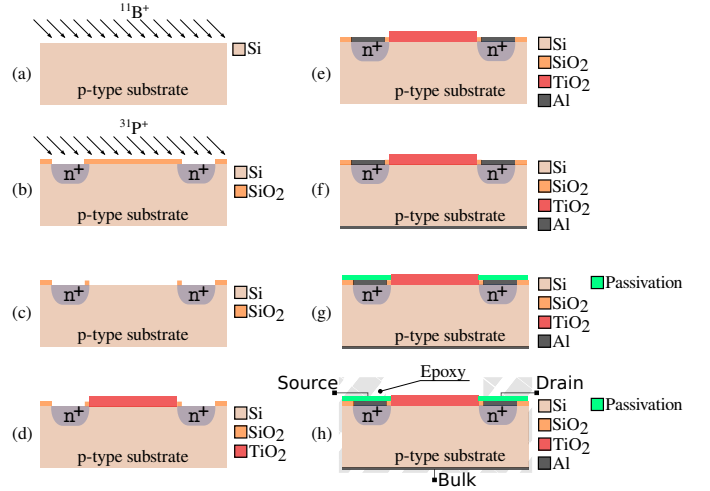 ¹¹B⁺
Si
(a)
p-type substrate
³¹P⁺
n⁺
n⁺
Si
SiO₂
(b)
p-type substrate
n⁺
n⁺
Si
SiO₂
(c)
p-type substrate
n⁺
n⁺
Si
SiO₂
TiO₂
(d)
p-type substrate
n⁺
n⁺
Si
SiO₂
TiO₂
Al
(e)
p-type substrate
n⁺
n⁺
Si
SiO₂
TiO₂
Al
(f)
p-type substrate
n⁺
n⁺
Si
SiO₂
TiO₂
Al
Passivation
(g)
p-type substrate
Source
Epoxy
Drain
n⁺
n⁺
Si
SiO₂
TiO₂
Al
Passivation
(h)
p-type substrate
Bulk